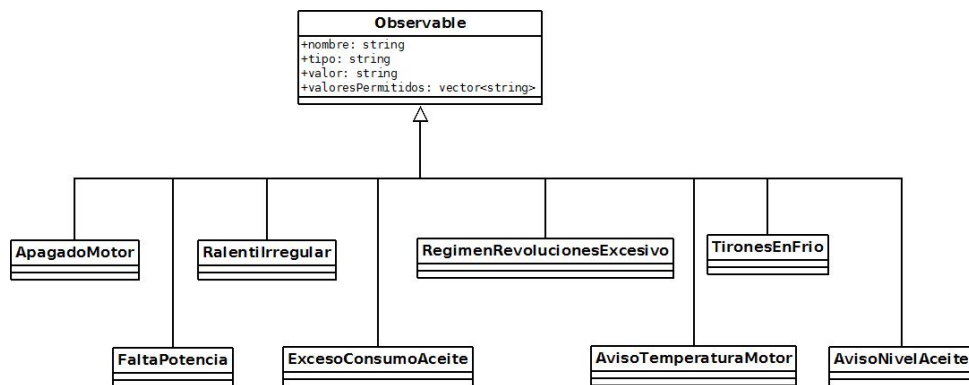 Observable
+nombre: string
+tipo: string
+valor: string
+valoresPermitidos: vector<string>
ApagadoMotor
RalentiIrregular
RegimenRevolucionesExcesivo
TironesEnFrio
FaltaPotencia
ExcesoConsumoAceite
AvisoTemperaturaMotor
AvisoNivelAceite